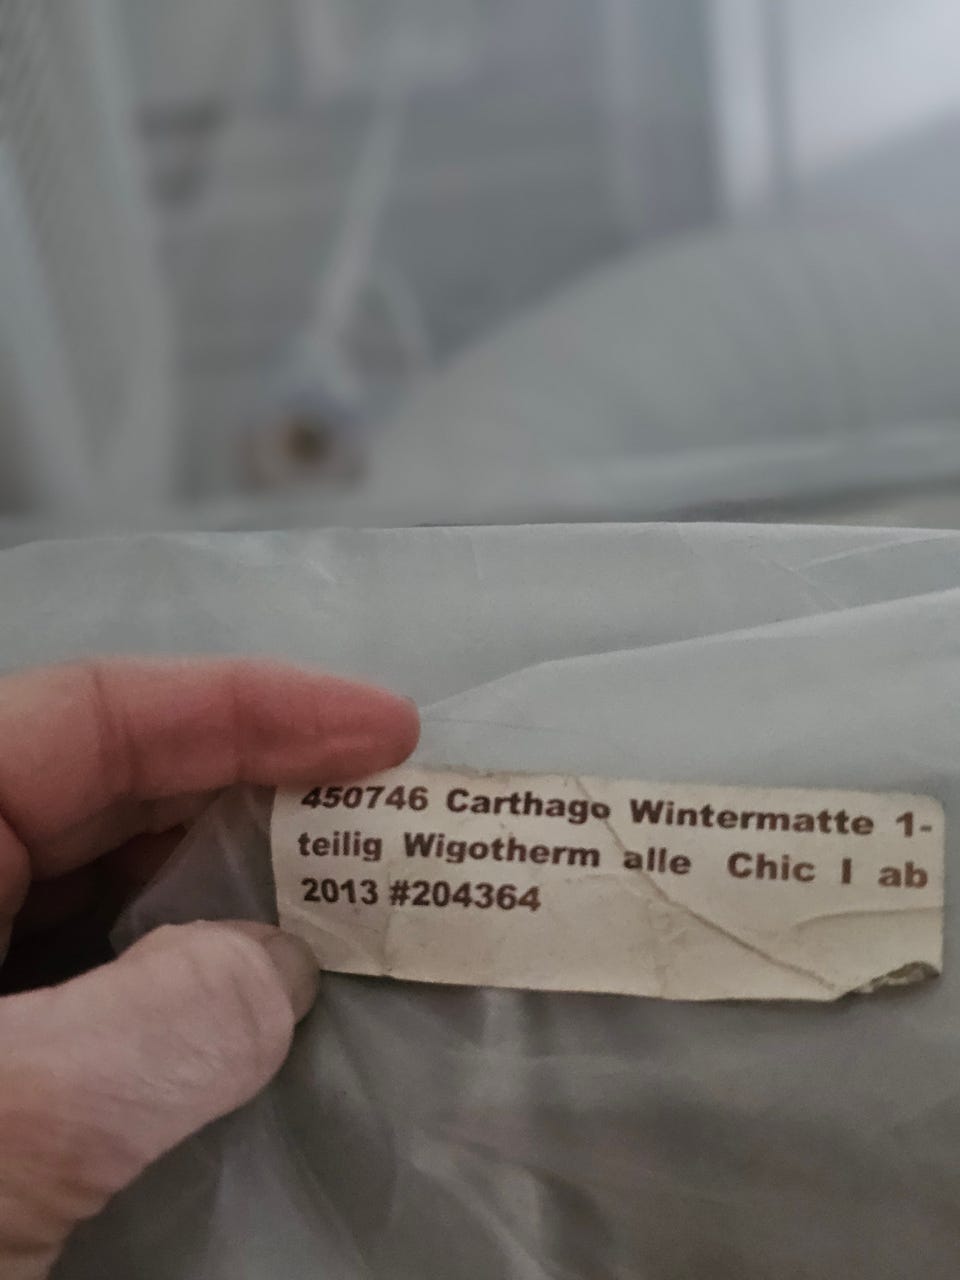 450746 Carthago Wintermatte 1-
teilig Wigotherm alle Chic I ab
2013 #204364